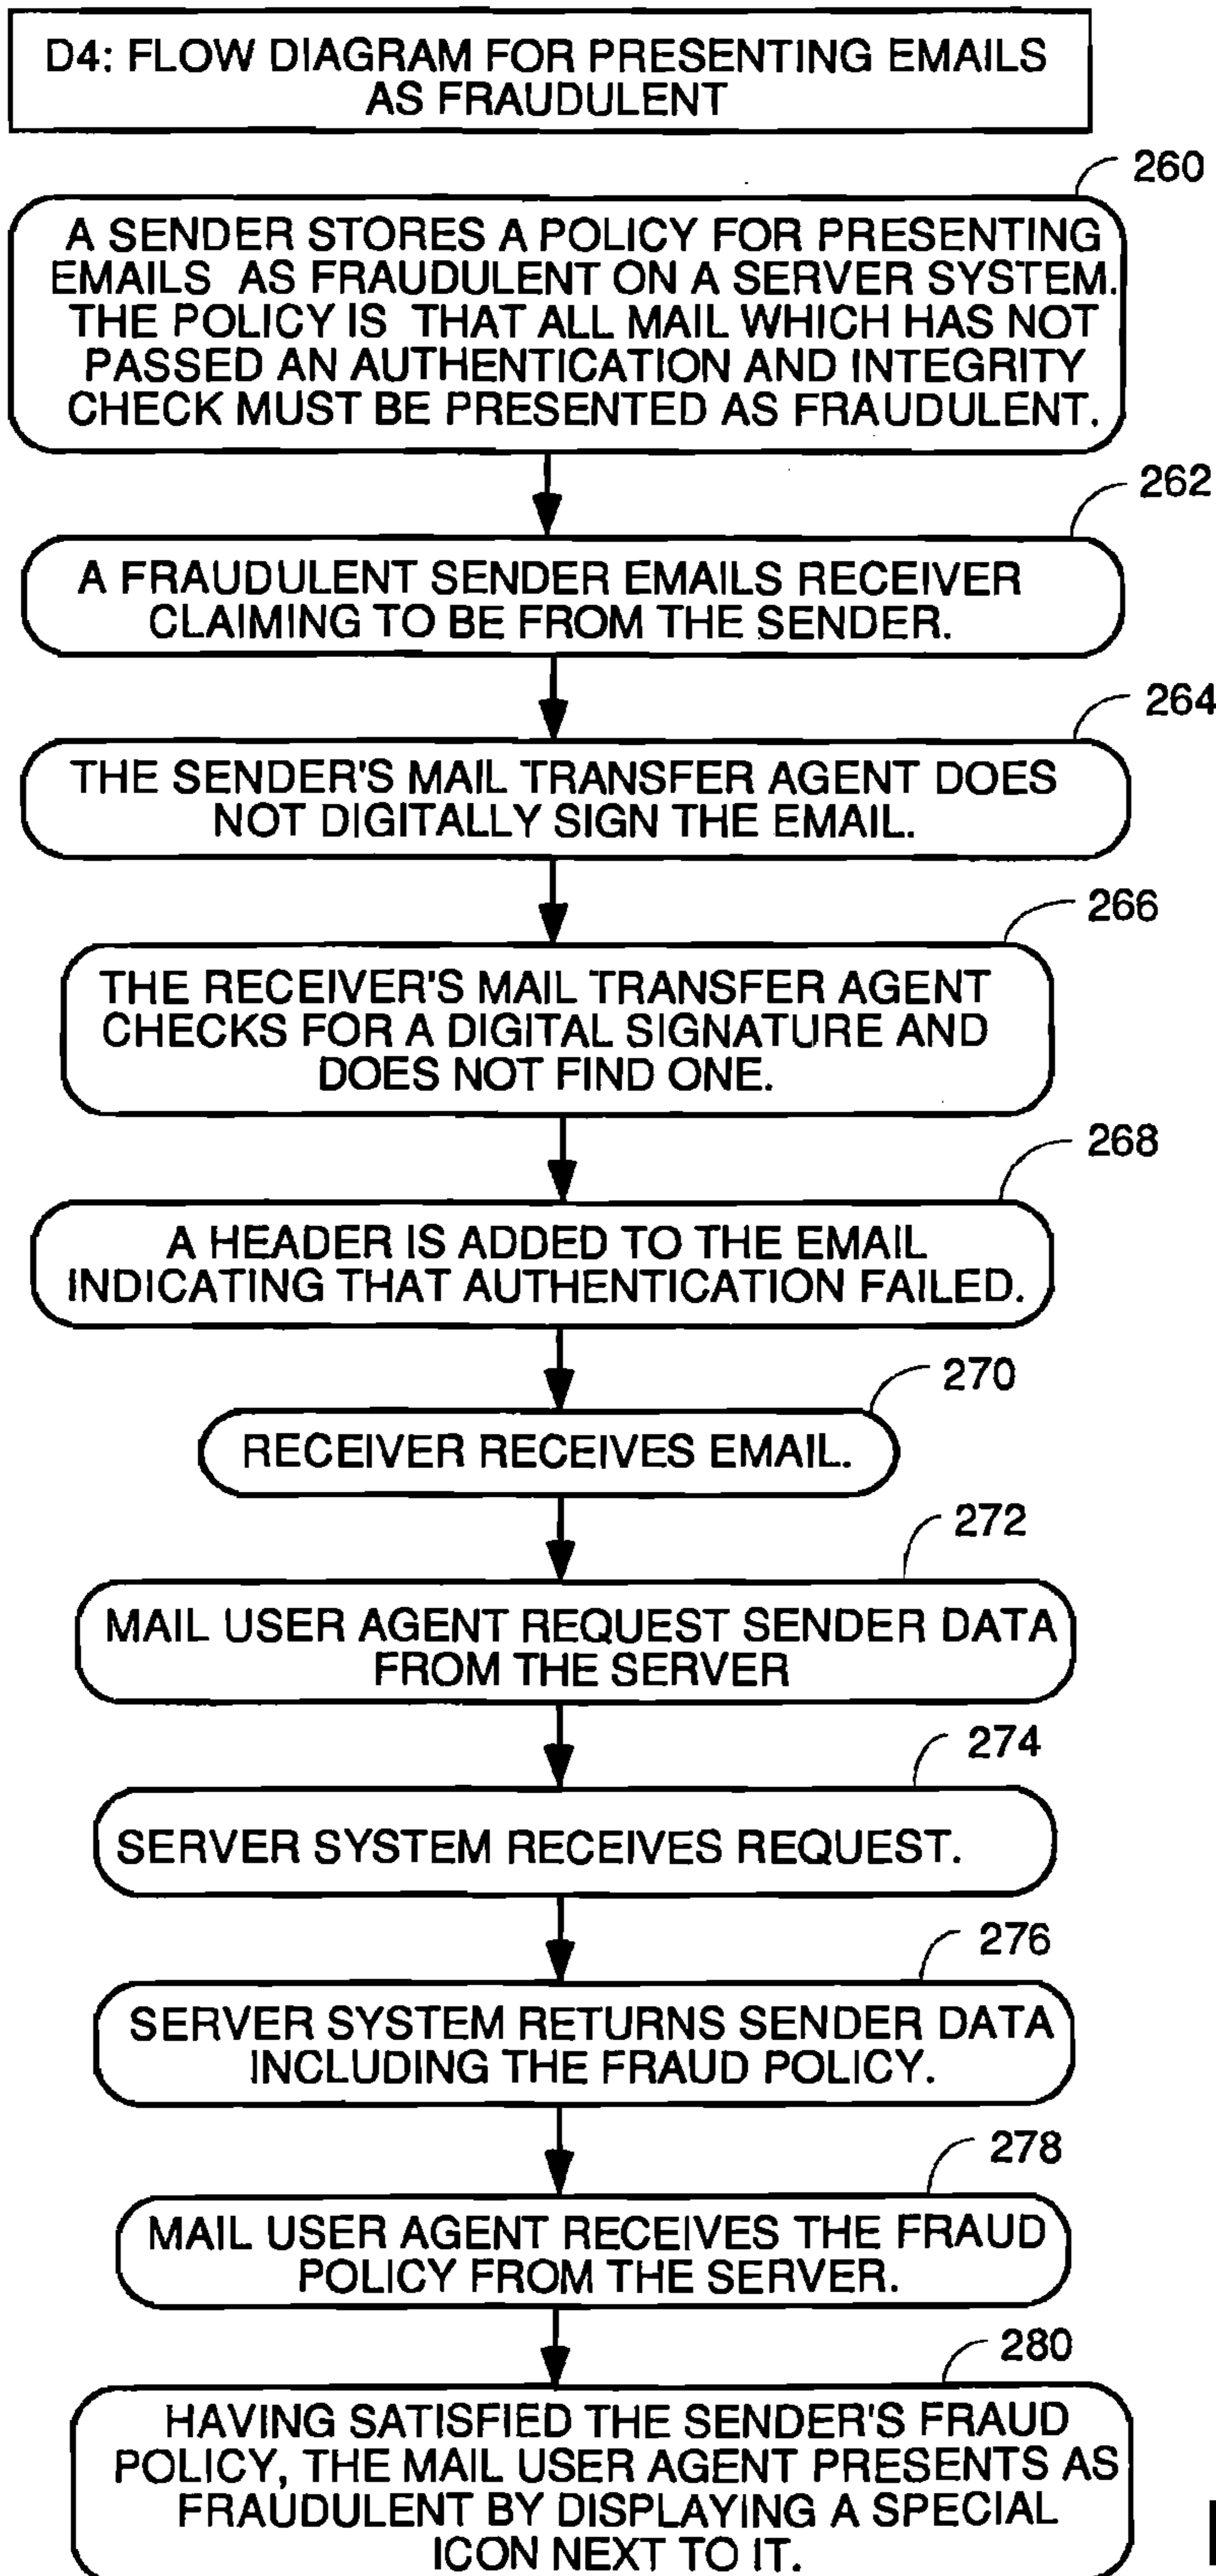 D4: FLOW DIAGRAM FOR PRESENTING EMAILS
AS FRAUDULENT
260
A SENDER STORES A POLICY FOR PRESENTING
EMAILS AS FRAUDULENT ON A SERVER SYSTEM.
THE POLICY IS THAT ALL MAIL WHICH HAS NOT
PASSED AN AUTHENTICATION AND INTEGRITY
CHECK MUST BE PRESENTED AS FRAUDULENT.
262
A FRAUDULENT SENDER EMAILS RECEIVER
CLAIMING TO BE FROM THE SENDER.
264
THE SENDER'S MAIL TRANSFER AGENT DOES
NOT DIGITALLY SIGN THE EMAIL.
266
THE RECEIVER'S MAIL TRANSFER AGENT
CHECKS FOR A DIGITAL SIGNATURE AND
DOES NOT FIND ONE.
268
A HEADER IS ADDED TO THE EMAIL
INDICATING THAT AUTHENTICATION FAILED.
270
RECEIVER RECEIVES EMAIL.
272
MAIL USER AGENT REQUEST SENDER DATA
FROM THE SERVER
274
SERVER SYSTEM RECEIVES REQUEST.
276
SERVER SYSTEM RETURNS SENDER DATA
INCLUDING THE FRAUD POLICY.
278
MAIL USER AGENT RECEIVES THE FRAUD
POLICY FROM THE SERVER.
280
HAVING SATISFIED THE SENDER'S FRAUD
POLICY, THE MAIL USER AGENT PRESENTS AS
FRAUDULENT BY DISPLAYING A SPECIAL
ICON NEXT TO IT.